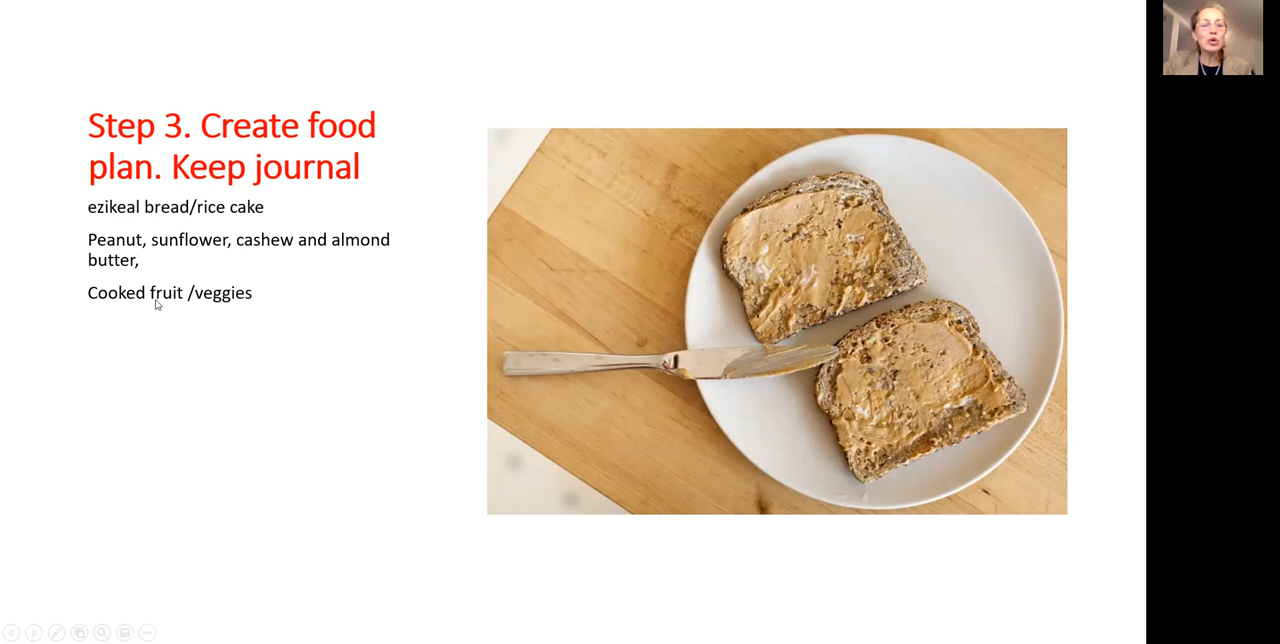 Step 3. Create food
plan. Keep journal
ezikeal bread/rice cake
Peanut, sunflower, cashew and almond
butter,
Cooked fruit /veggies